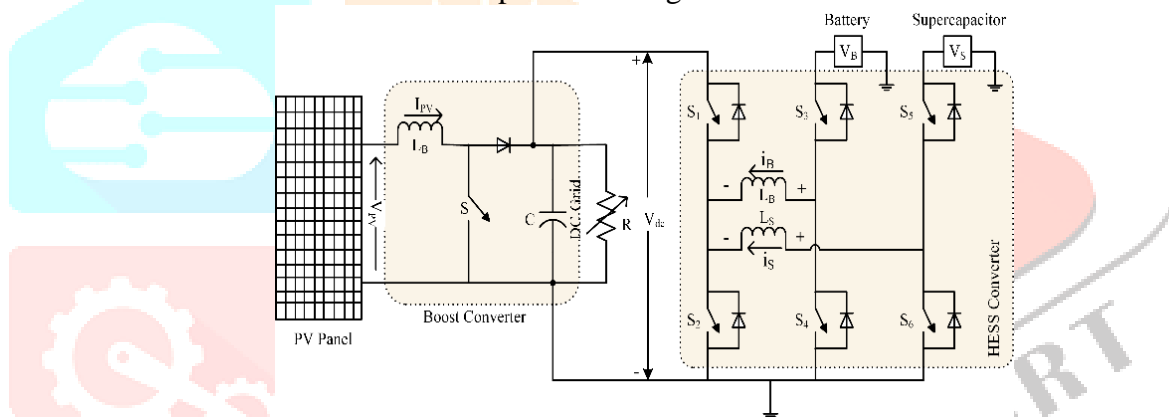 Battery
Supercapacitor
V_B
V_S
I_PV
L_B
V_PV
S
C
DC Grid
R
+
V_dc
-
S_1
S_3
S_5
i_B
-
L_B
+
L_S
-
+
i_S
S_2
S_4
S_6
HESS Converter
Boost Converter
PV Panel